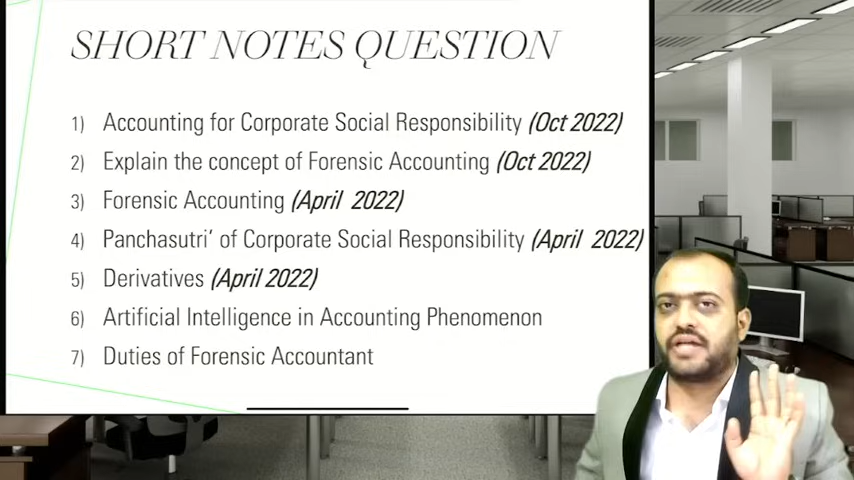 SHORT NOTES QUESTION
1) Accounting for Corporate Social Responsibility (Oct 2022)
2) Explain the concept of Forensic Accounting (Oct 2022)
3) Forensic Accounting (April 2022)
4) Panchasutri' of Corporate Social Responsibility (April 2022)
5) Derivatives (April 2022)
6) Artificial Intelligence in Accounting Phenomenon
7) Duties of Forensic Accountant